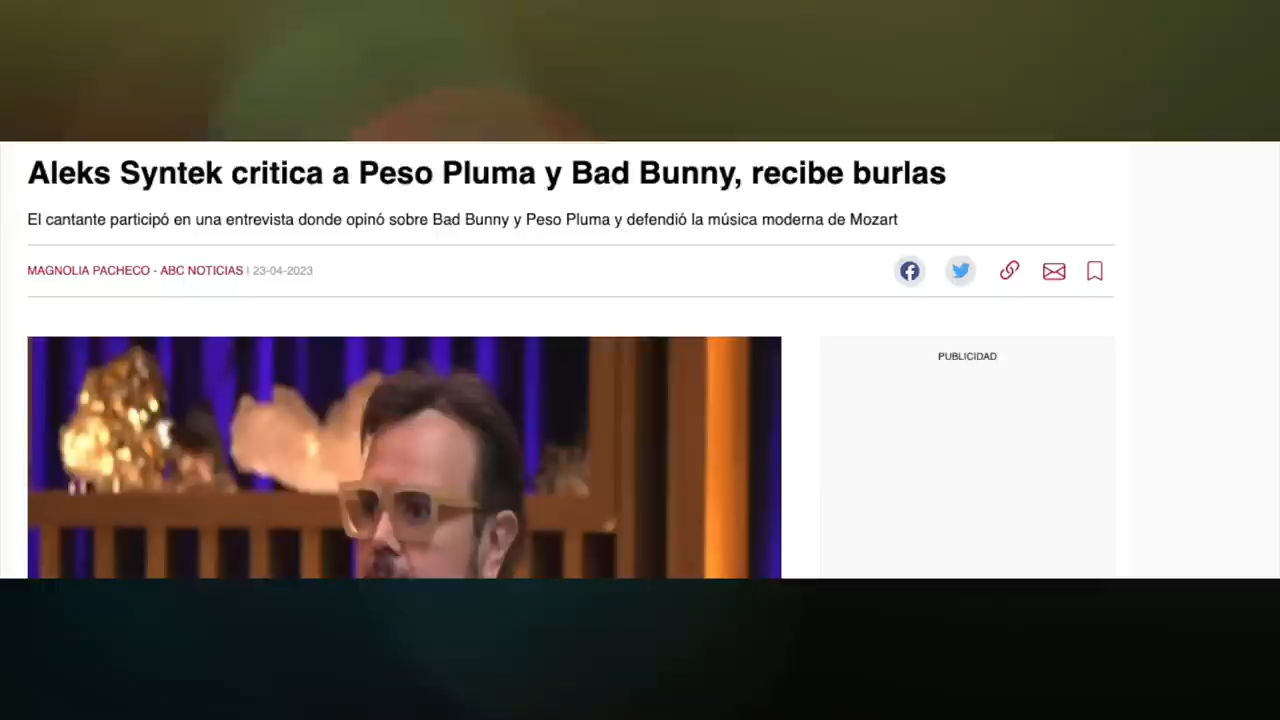 Aleks Syntek critica a Peso Pluma y Bad Bunny, recibe burlas
El cantante participó en una entrevista donde opinó sobre Bad Bunny y Peso Pluma y defendió la música moderna de Mozart
MAGNOLIA PACHECO - ABC NOTICIAS | 23-04-2023
PUBLICIDAD